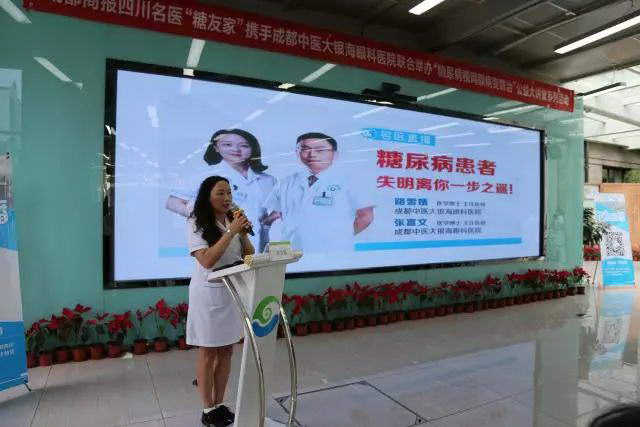 都商报四川名医“糖友家”携手成都中医大银海眼科医院联合举办“糖尿病视网膜病变防治”公益大讲堂系列活动
名医直播
糖尿病患者
失明离你一步之遥！
路雪婧 医学博士 主任医师
成都中医大银海眼科医院
张富文 医学博士 主任医师
成都中医大银海眼科医院